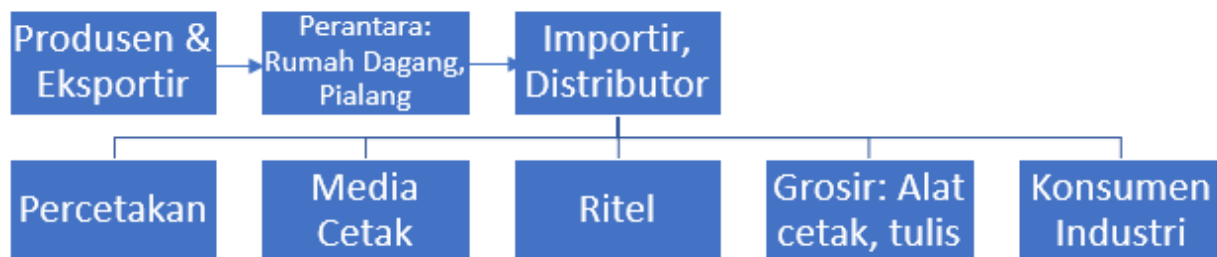 Produsen &
Eksportir
Perantara:
Rumah Dagang,
Pialang
Importir,
Distributor
Percetakan
Media
Cetak
Ritel
Grosir: Alat
cetak, tulis
Konsumen
Industri